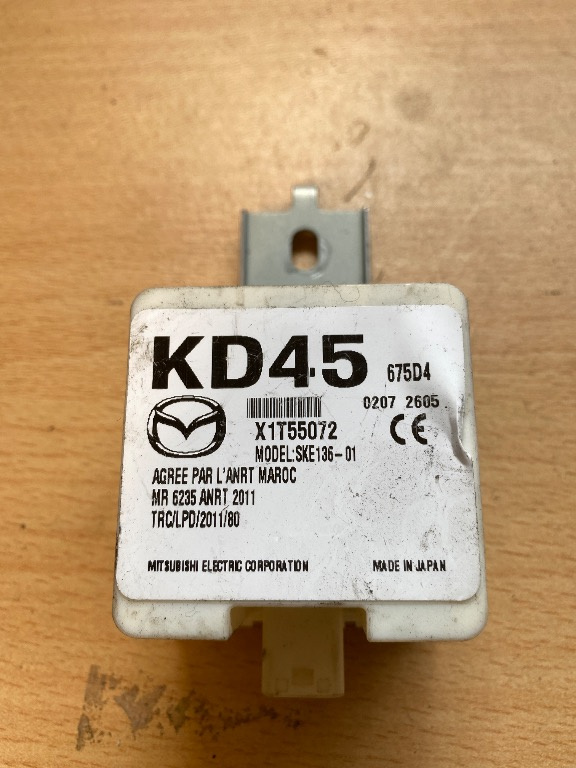 KD45 675D4
0207 2605
X1T55072
CE
MODEL:SKE136-01
AGREE PAR L'ANRT MAROC
MR 6235 ANRT 2011
TRC/LPD/2011/80
MITSUBISHI ELECTRIC CORPORATION MADE IN JAPAN